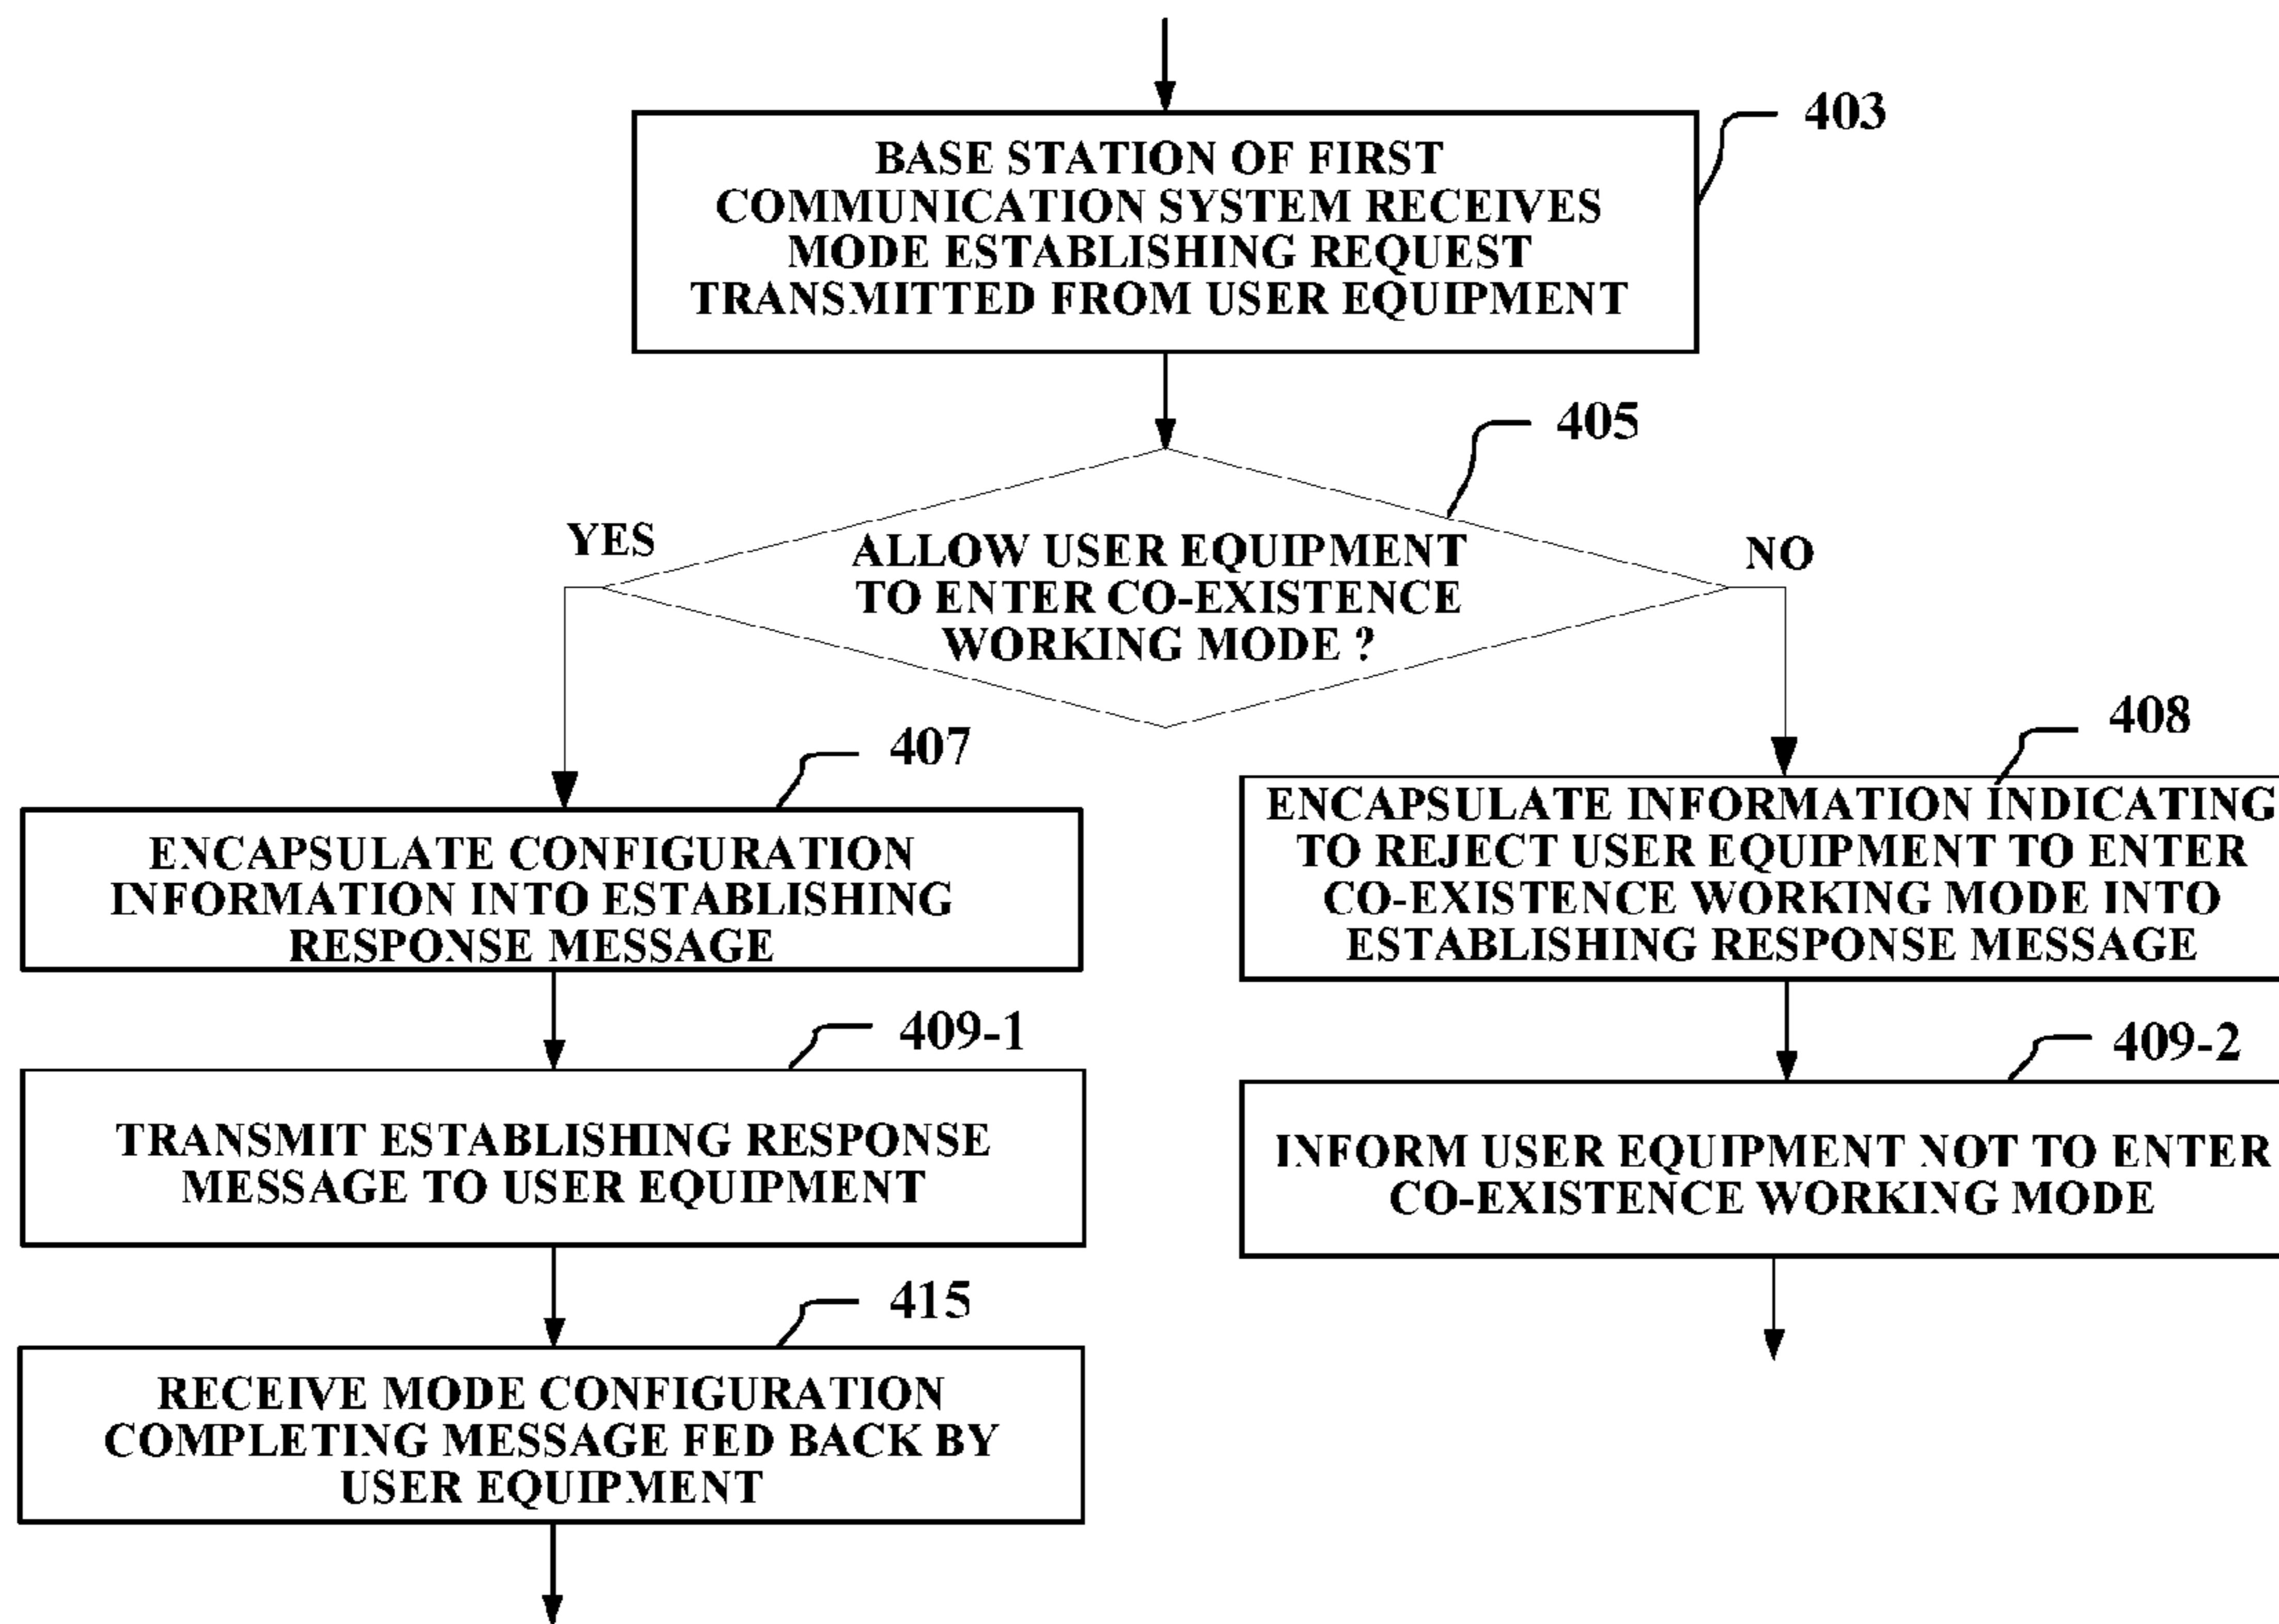 403
BASE STATION OF FIRST
COMMUNICATION SYSTEM RECEIVES
MODE ESTABLISHING REQUEST
TRANSMITTED FROM USER EQUIPMENT
405
YES
ALLOW USER EQUIPMENT
TO ENTER CO-EXISTENCE
WORKING MODE ?
NO
407
ENCAPSULATE CONFIGURATION
INFORMATION INTO ESTABLISHING
RESPONSE MESSAGE
408
ENCAPSULATE INFORMATION INDICATING
TO REJECT USER EQUIPMENT TO ENTER
CO-EXISTENCE WORKING MODE INTO
ESTABLISHING RESPONSE MESSAGE
409-1
TRANSMIT ESTABLISHING RESPONSE
MESSAGE TO USER EQUIPMENT
409-2
INFORM USER EQUIPMENT NOT TO ENTER
CO-EXISTENCE WORKING MODE
415
RECEIVE MODE CONFIGURATION
COMPLETING MESSAGE FED BACK BY
USER EQUIPMENT